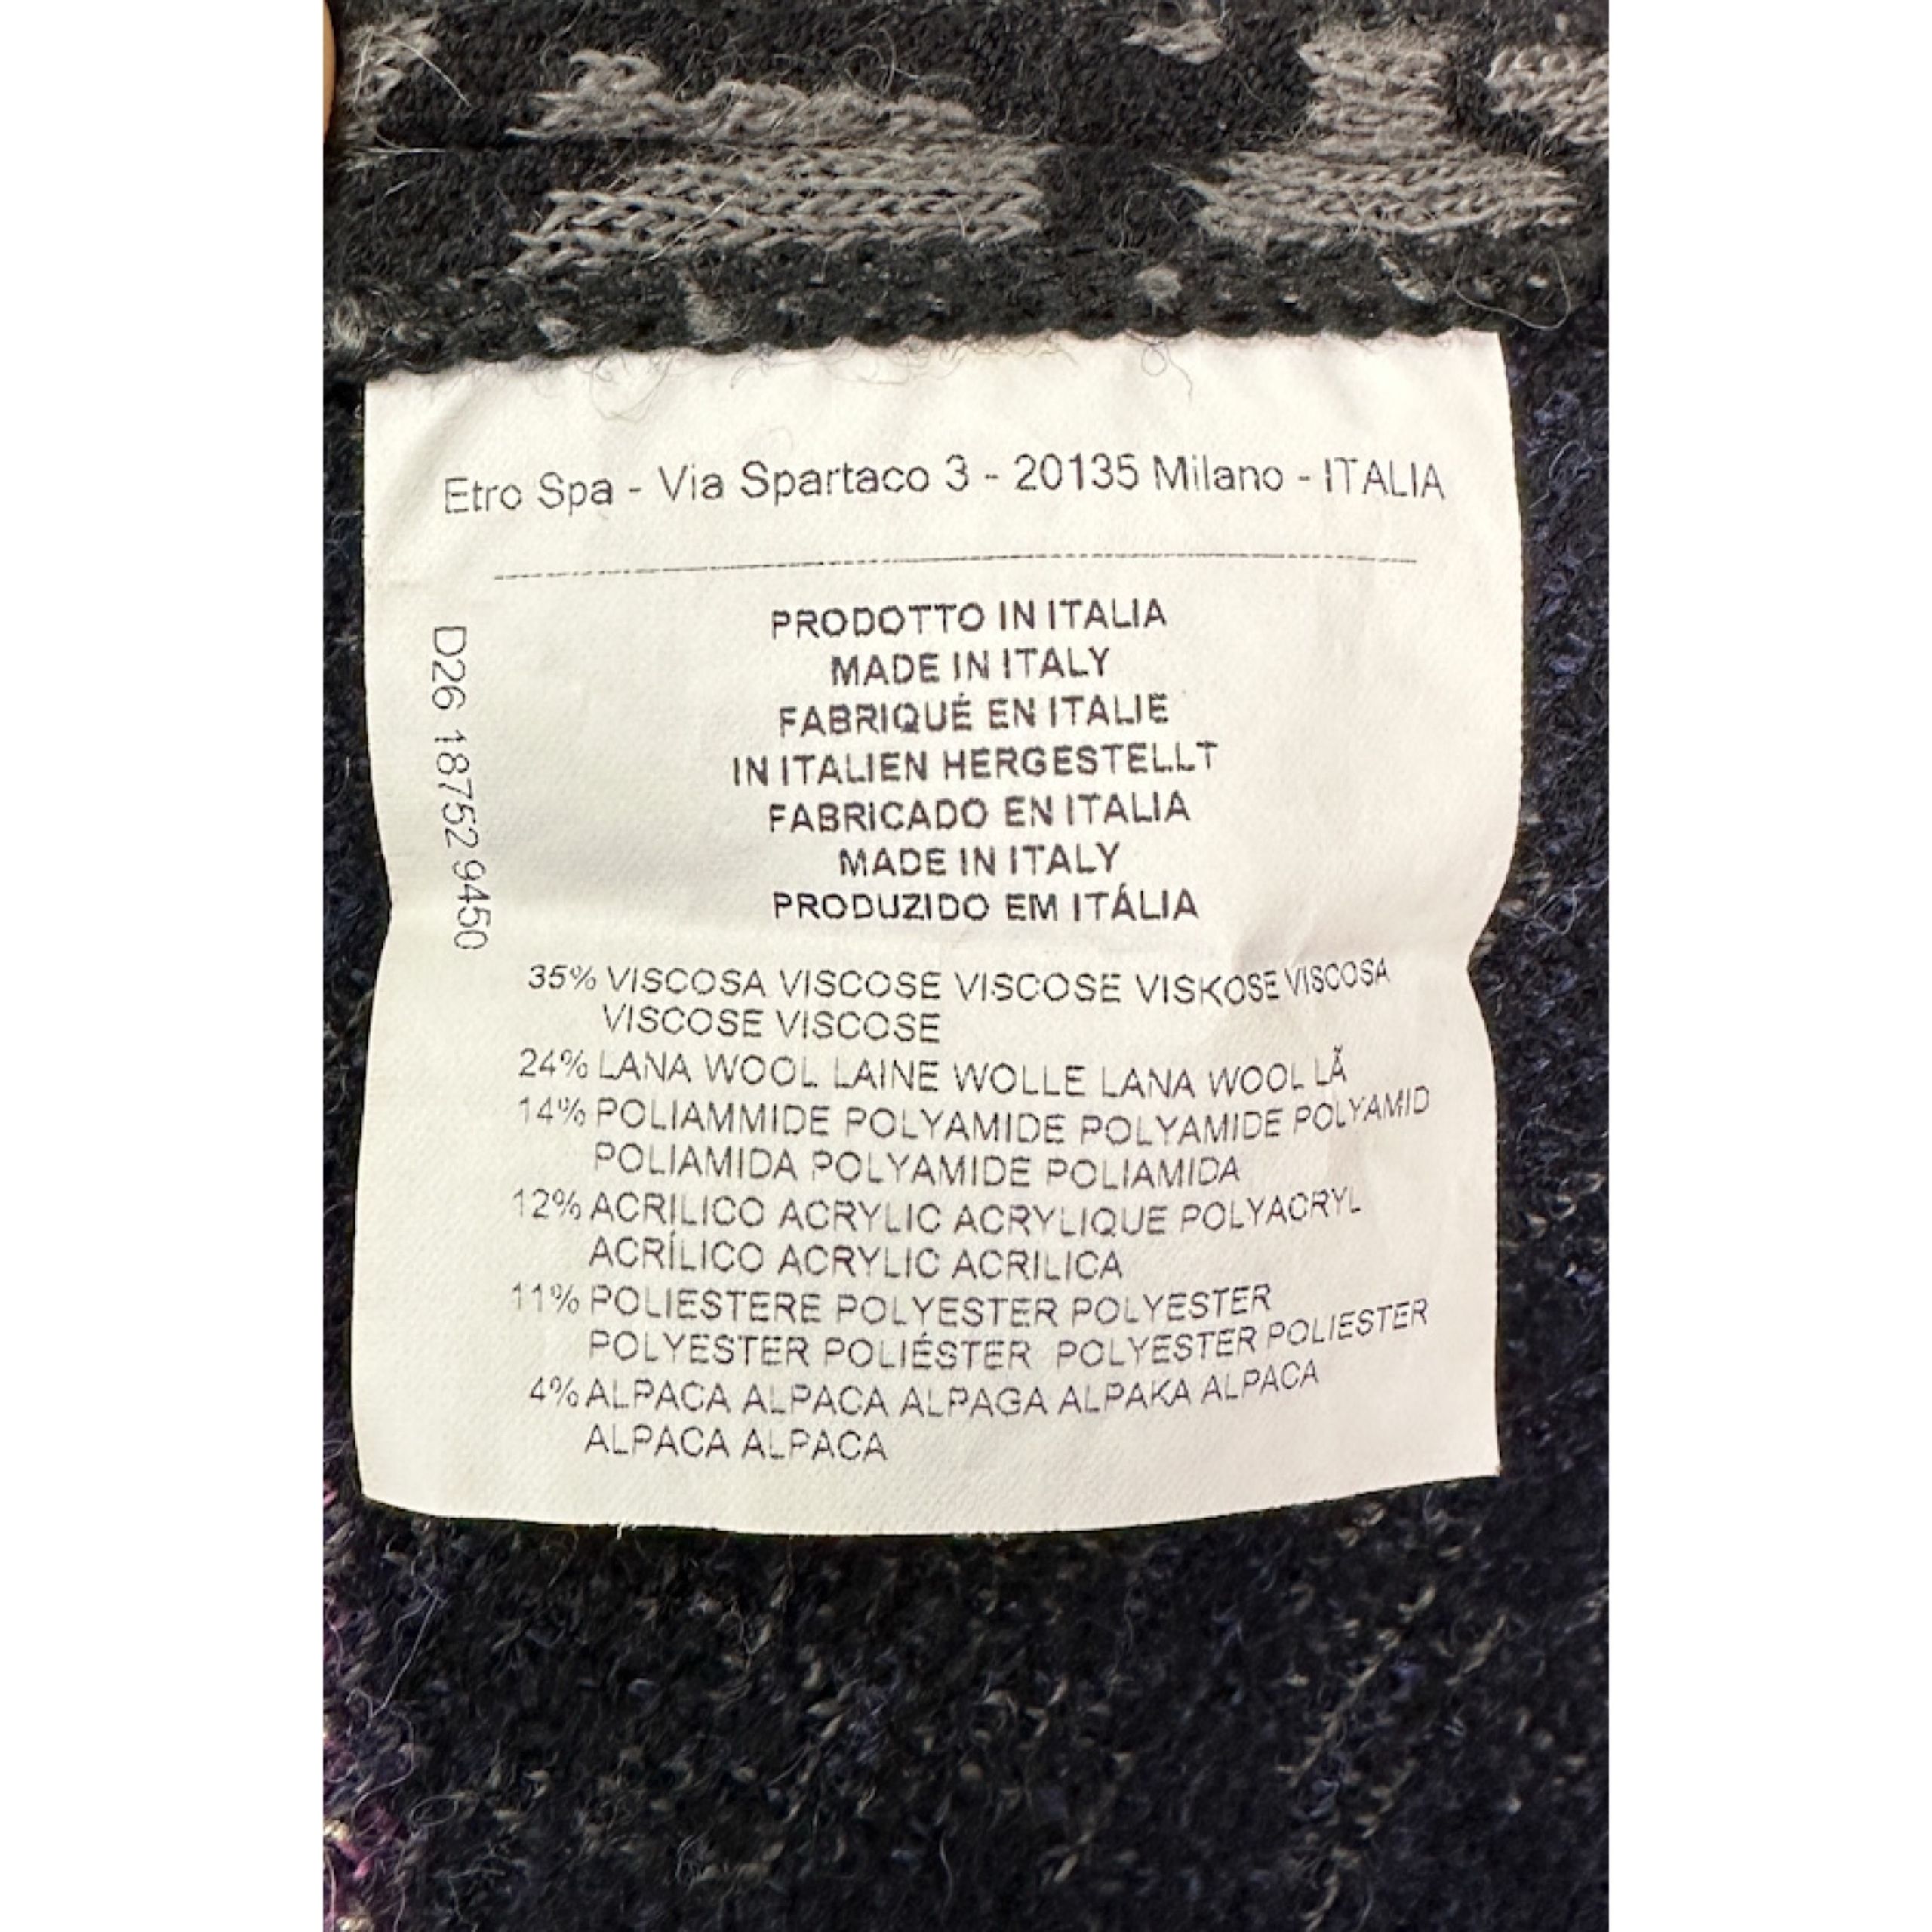 Etro Spa - Via Spartaco 3 - 20135 Milano - ITALIA
PRODOTTO IN ITALIA
MADE IN ITALY
FABRIQUÉ EN ITALIE
IN ITALIEN HERGESTELLT
FABRICADO EN ITALIA
MADE IN ITALY
PRODUZIDO EM ITÁLIA
D26 18752 9450
35% VISCOSA VISCOSE VISCOSE VISKOSE VISCOSA
VISCOSE VISCOSE
24% LANA WOOL LAINE WOLLE LANA WOOL LÃ
14% POLIAMMIDE POLYAMIDE POLYAMIDE POLYAMID
POLIAMIDA POLYAMIDE POLIAMIDA
12% ACRILICO ACRYLIC ACRYLIQUE POLYACRYL
ACRÍLICO ACRYLIC ACRILICA
11% POLIESTERE POLYESTER POLYESTER
POLYESTER POLIÉSTER POLYESTER POLIESTER
4% ALPACA ALPACA ALPAGA ALPAKA ALPACA
ALPACA ALPACA